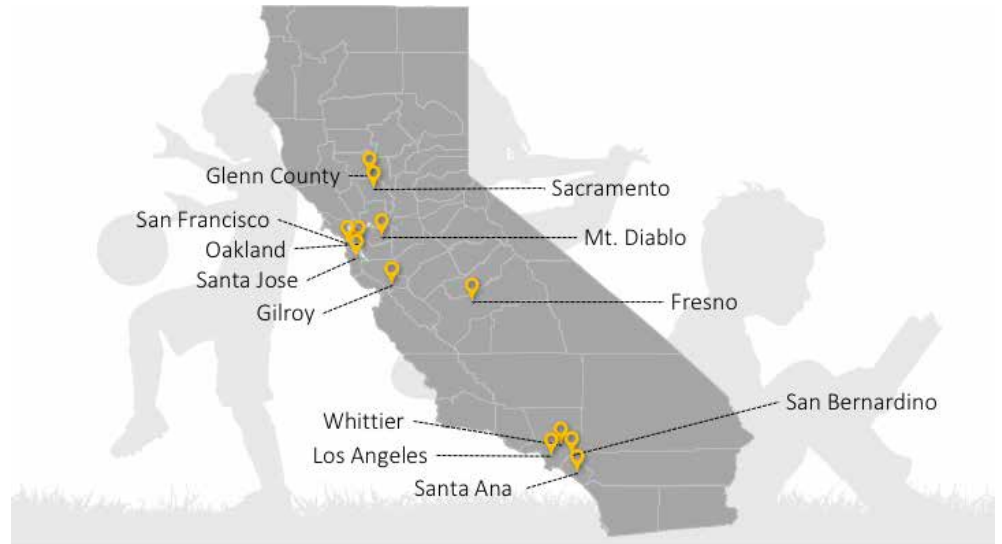 Glenn County
Sacramento
San Francisco
Mt. Diablo
Oakland
Santa Jose
Gilroy
Fresno
San Bernardino
Whittier
Los Angeles
Santa Ana